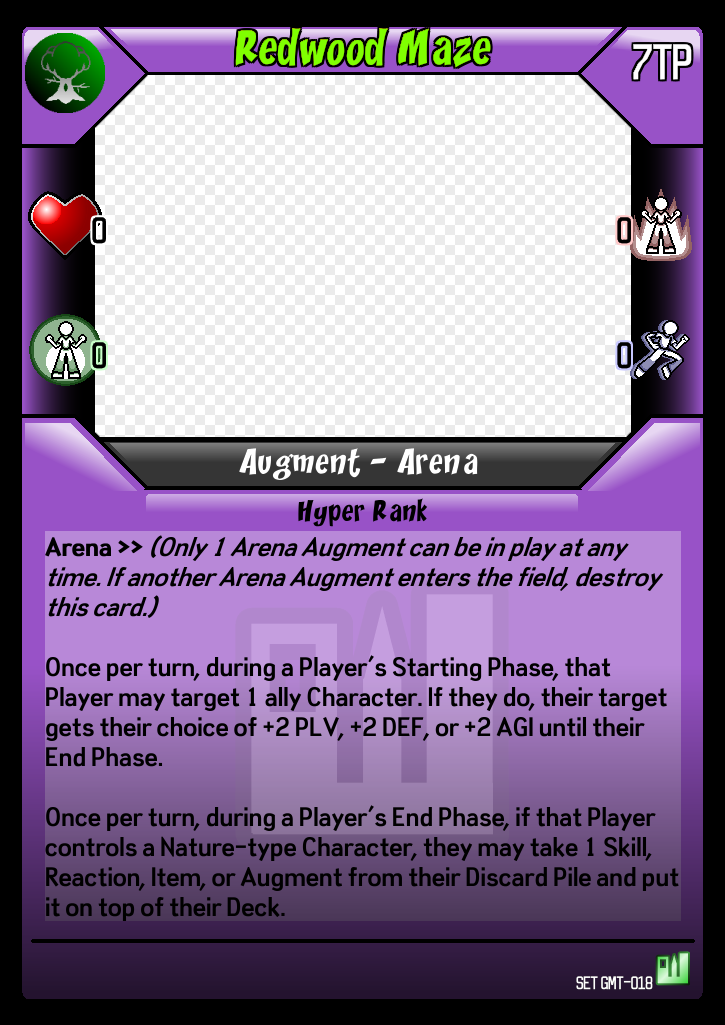 Redwood Maze
7TP
0
0
0
0
Augment - Arena
Hyper Rank
Arena >> (Only 1 Arena Augment can be in play at any
time. If another Arena Augment enters the field, destroy
this card.)
Once per turn, during a Player's Starting Phase, that
Player may target 1 ally Character. If they do, their target
gets their choice of +2 PLV, +2 DEF, or +2 AGI until their
End Phase.
Once per turn, during a Player's End Phase, if that Player
controls a Nature-type Character, they may take 1 Skill,
Reaction, Item, or Augment from their Discard Pile and put
it on top of their Deck.
SET GMT-018